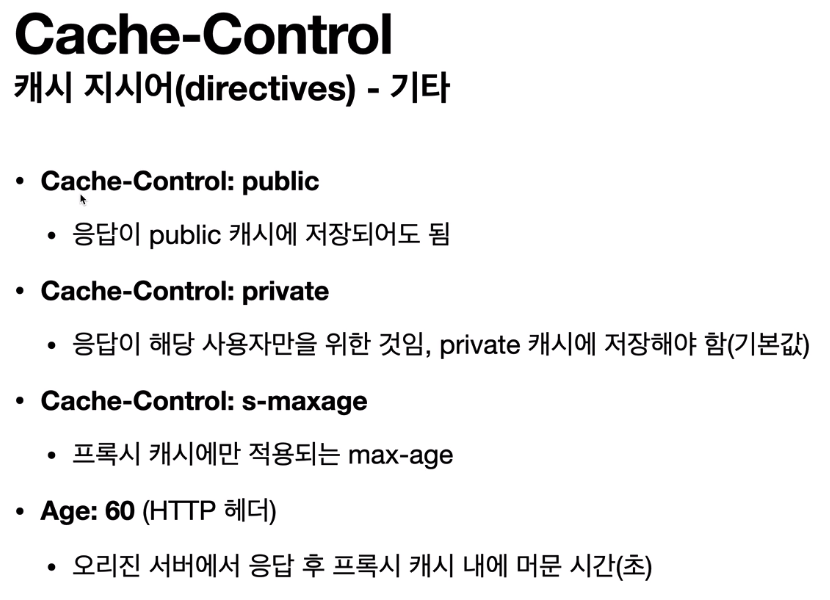 Cache-Control
캐시 지시어(directives) - 기타
• Cache-Control: public
• 응답이 public 캐시에 저장되어도 됨
• Cache-Control: private
• 응답이 해당 사용자만을 위한 것임, private 캐시에 저장해야 함(기본값)
• Cache-Control: s-maxage
• 프록시 캐시에만 적용되는 max-age
• Age: 60 (HTTP 헤더)
• 오리진 서버에서 응답 후 프록시 캐시 내에 머문 시간(초)